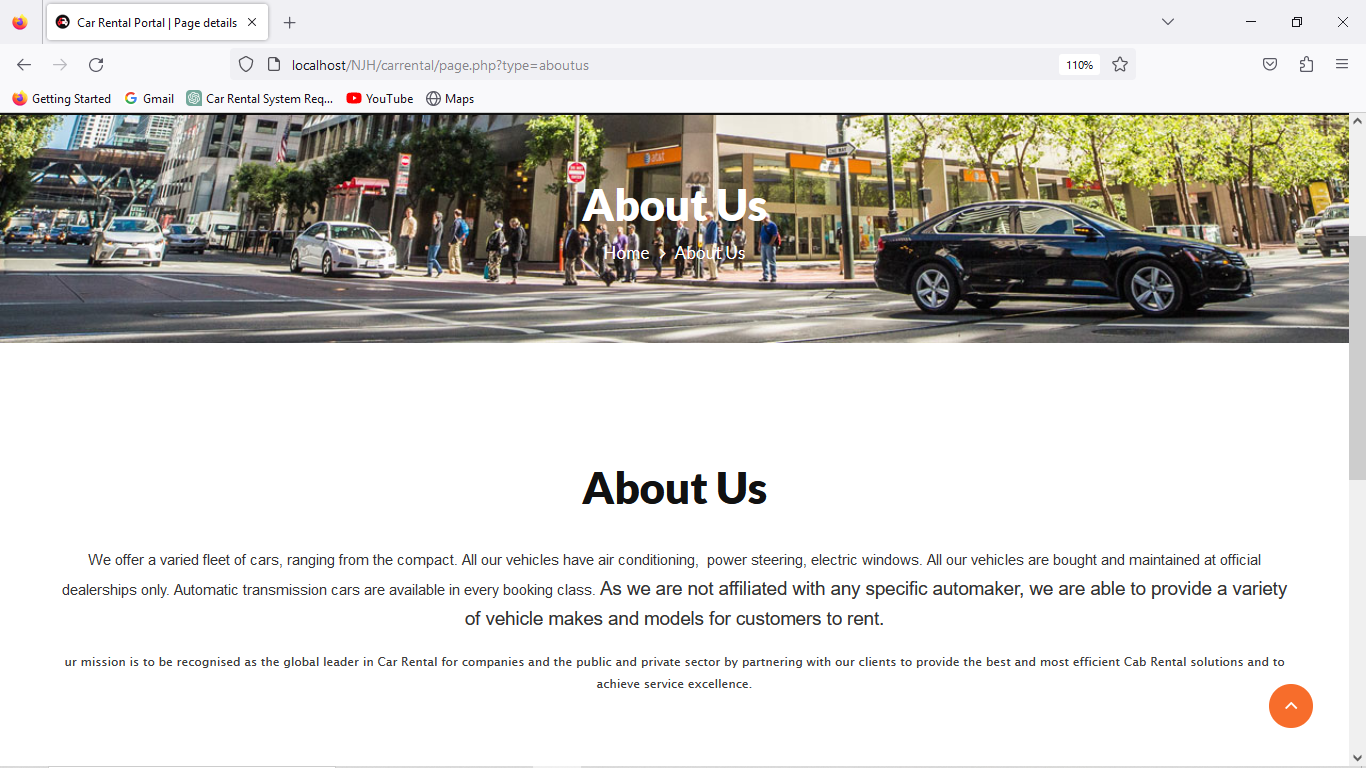 Car Rental Portal | Page details
localhost/NJH/carrental/page.php?type=aboutus
110%
Getting Started
Gmail
Car Rental System Req...
YouTube
Maps
at&t
ONE WAY
425
About Us
Home > About Us
About Us
We offer a varied fleet of cars, ranging from the compact. All our vehicles have air conditioning,  power steering, electric windows. All our vehicles are bought and maintained at official
dealerships only. Automatic transmission cars are available in every booking class. As we are not affiliated with any specific automaker, we are able to provide a variety
of vehicle makes and models for customers to rent.
ur mission is to be recognised as the global leader in Car Rental for companies and the public and private sector by partnering with our clients to provide the best and most efficient Cab Rental solutions and to
achieve service excellence.